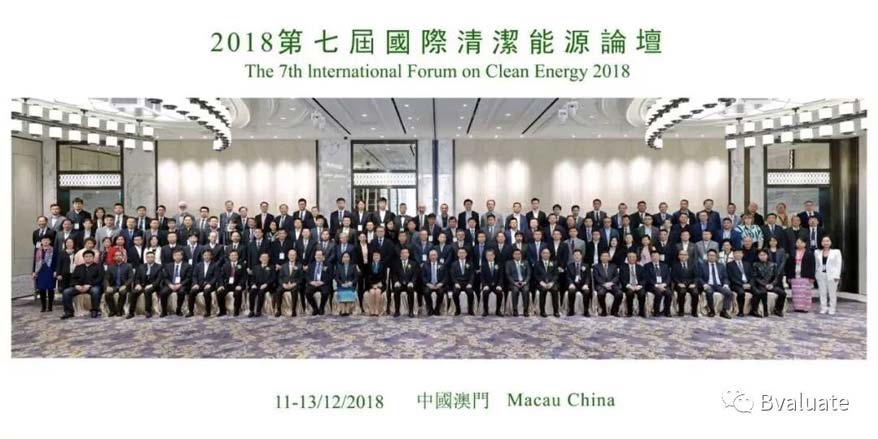 2018第七屆國際清潔能源論壇
The 7th International Forum on Clean Energy 2018
11-13/12/2018 中國澳門 Macau China
Bvaluate